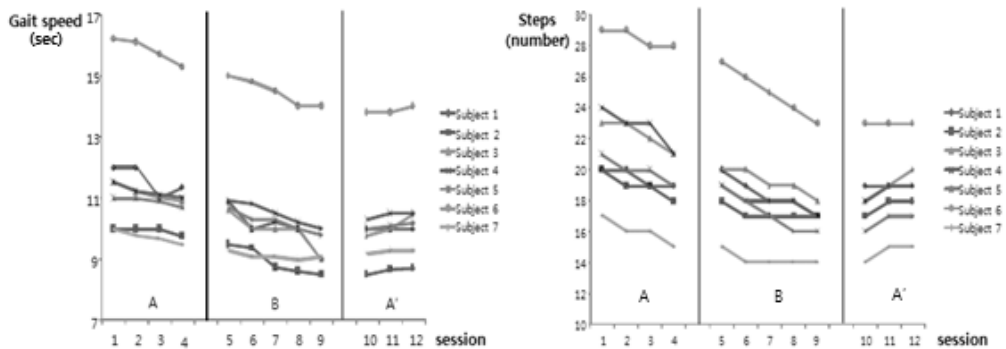 Gait speed
(sec)
17
15
13
11
9
7
A
B
A'
1 2 3 4 5 6 7 8 9 10 11 12 session
Subject 1
Subject 2
Subject 3
Subject 4
Subject 5
Subject 6
Subject 7
Steps
(number)
30
28
26
24
22
20
18
16
14
12
10
A
B
A'
1 2 3 4 5 6 7 8 9 10 11 12 session
Subject 1
Subject 2
Subject 3
Subject 4
Subject 5
Subject 6
Subject 7